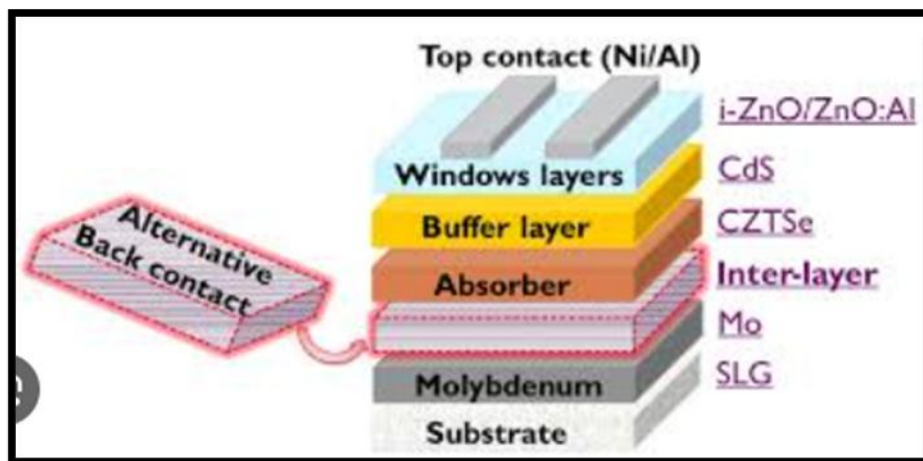 Top contact (Ni/Al)
i-ZnO/ZnO:Al
Windows layers
CdS
Buffer layer
CZTSe
Alternative
Back contact
Absorber
Inter-layer
Mo
Molybdenum
SLG
Substrate